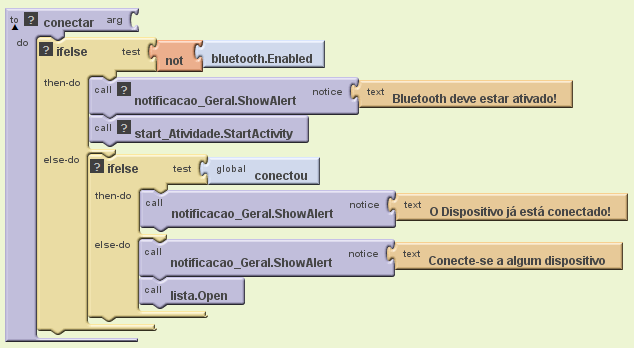 to ? conectar arg
do ? ifelse test not bluetooth.Enabled
then-do call ? notificacao_Geral.ShowAlert notice text Bluetooth deve estar ativado!
call ? start_Atividade.StartActivity
else-do ? ifelse test global conectou
then-do call notificacao_Geral.ShowAlert notice text O Dispositivo já está conectado!
else-do call notificacao_Geral.ShowAlert notice text Conecte-se a algum dispositivo
call lista.Open